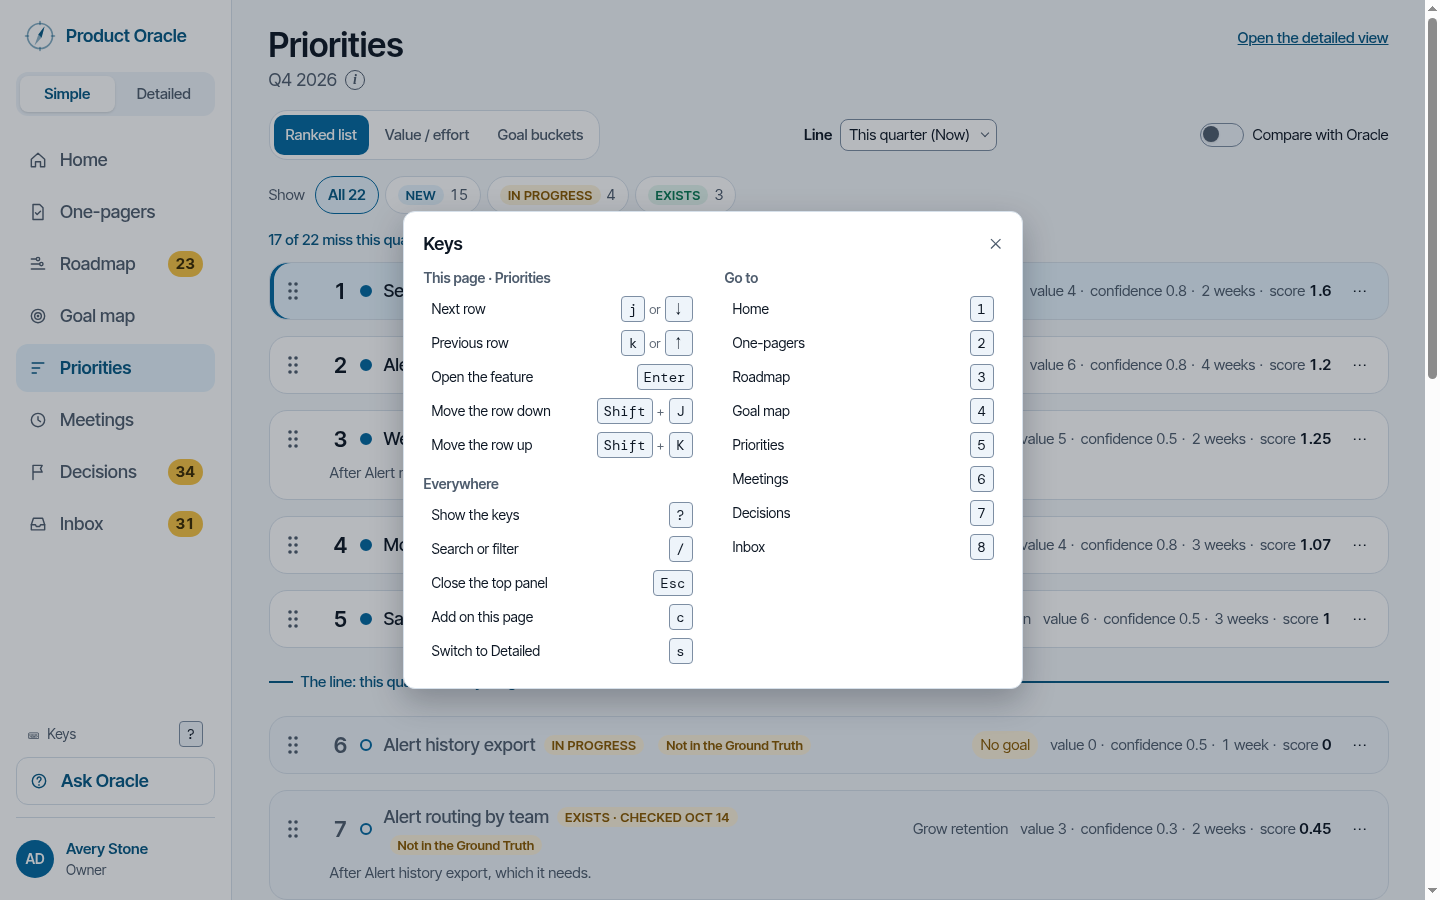 Product Oracle
Simple
Detailed
Home
One-pagers
Roadmap 23
Goal map
Priorities
Meetings
Decisions 34
Inbox 31
Keys ?
Ask Oracle
AD
Avery Stone
Owner
Priorities
Q4 2026 i
Open the detailed view
Ranked list
Value / effort
Goal buckets
Line This quarter (Now)
Compare with Oracle
Show All 22 NEW 15 IN PROGRESS 4 EXISTS 3
17 of 22 miss this
1 value 4 · confidence 0.8 · 2 weeks · score 1.6
2 value 6 · confidence 0.8 · 4 weeks · score 1.2
3 value 5 · confidence 0.5 · 2 weeks · score 1.25
After Alert
4 value 4 · confidence 0.8 · 3 weeks · score 1.07
5 value 6 · confidence 0.5 · 3 weeks · score 1
The line: this
6 Alert history export IN PROGRESS Not in the Ground Truth No goal value 0 · confidence 0.5 · 1 week · score 0
7 Alert routing by team EXISTS · CHECKED OCT 14
Not in the Ground Truth
Grow retention value 3 · confidence 0.3 · 2 weeks · score 0.45
After Alert history export, which it needs.
Keys
This page · Priorities
Next row j or ↓
Previous row k or ↑
Open the feature Enter
Move the row down Shift + J
Move the row up Shift + K
Everywhere
Show the keys ?
Search or filter /
Close the top panel Esc
Add on this page c
Switch to Detailed s
Go to
Home 1
One-pagers 2
Roadmap 3
Goal map 4
Priorities 5
Meetings 6
Decisions 7
Inbox 8